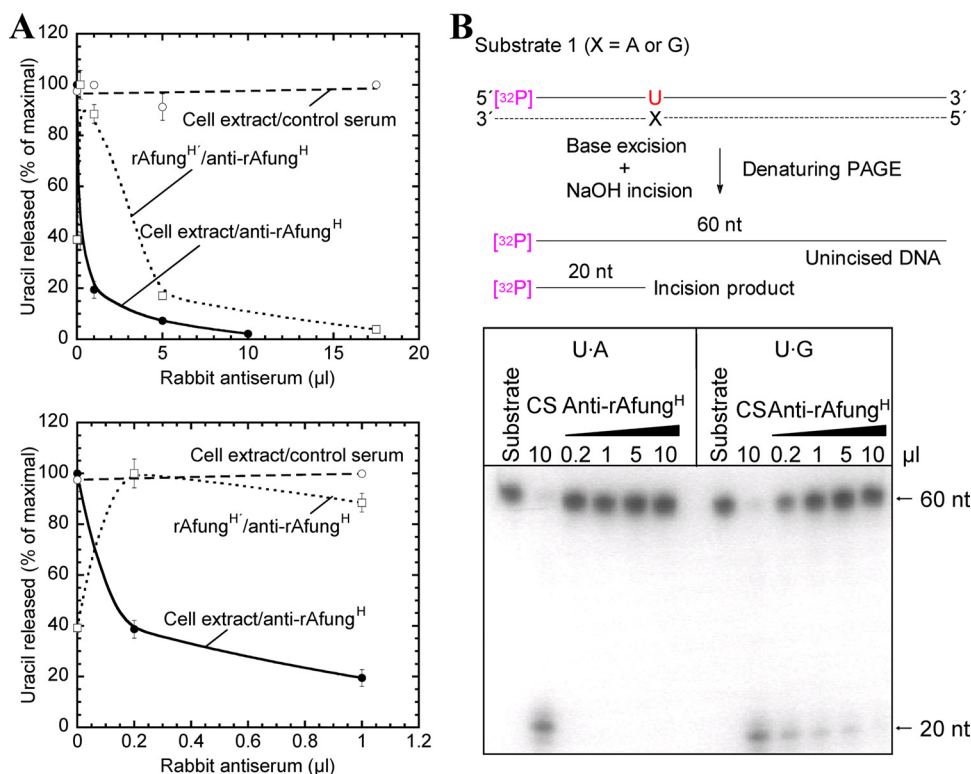 A
120
100
80
60
40
20
0
Uracil released (% of maximal)
Cell extract/control serum
rAfungH′/anti-rAfungH
Cell extract/anti-rAfungH
0 5 10 15 20
Rabbit antiserum (µl)
120
100
80
60
40
20
0
Uracil released (% of maximal)
Cell extract/control serum
rAfungH′/anti-rAfungH
Cell extract/anti-rAfungH
0 0.2 0.4 0.6 0.8 1 1.2
Rabbit antiserum (µl)
B
Substrate 1 (X = A or G)
5´[32P] U 3´
3´ X 5´
Base excision
+
NaOH incision
Denaturing PAGE
60 nt
[32P]
Unincised DNA
20 nt
[32P] Incision product
U·A U·G
Substrate CS Anti-rAfungH Substrate CS Anti-rAfungH
10 0.2 1 5 10 10 0.2 1 5 10 µl
← 60 nt
← 20 nt